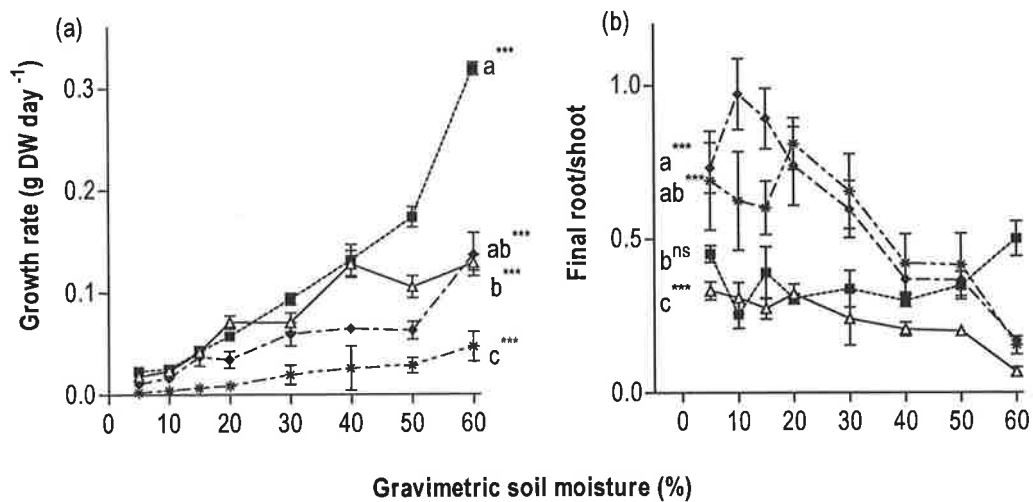 (a)
Growth rate (g DW day -1)
0.3
0.2
0.1
0.0
0 10 20 30 40 50 60
a***
ab***
b***
c***
(b)
Final root/shoot
1.0
0.5
0.0
0 10 20 30 40 50 60
a***
ab***
bns
c***
Gravimetric soil moisture (%)